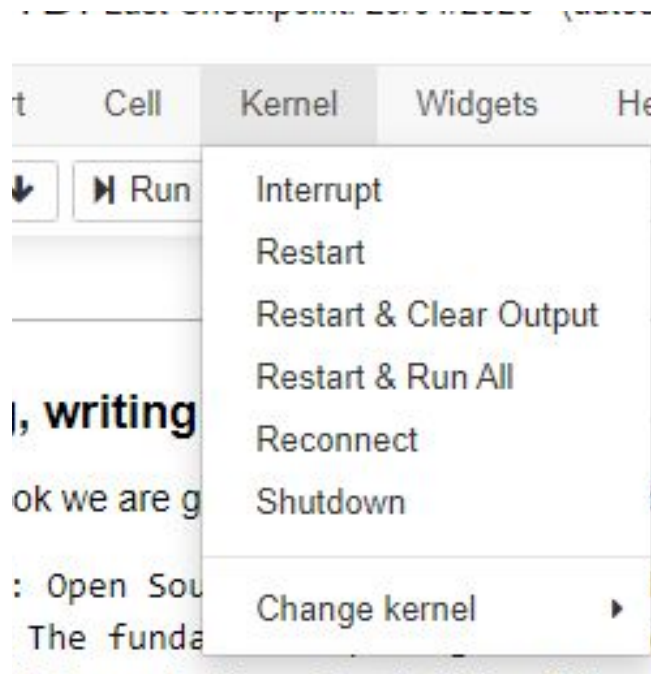 Cell Kernel Widgets
Run
Interrupt
Restart
Restart & Clear Output
Restart & Run All
Reconnect
Shutdown
Change kernel
, writing
ok we are g
: Open Sou
The funda